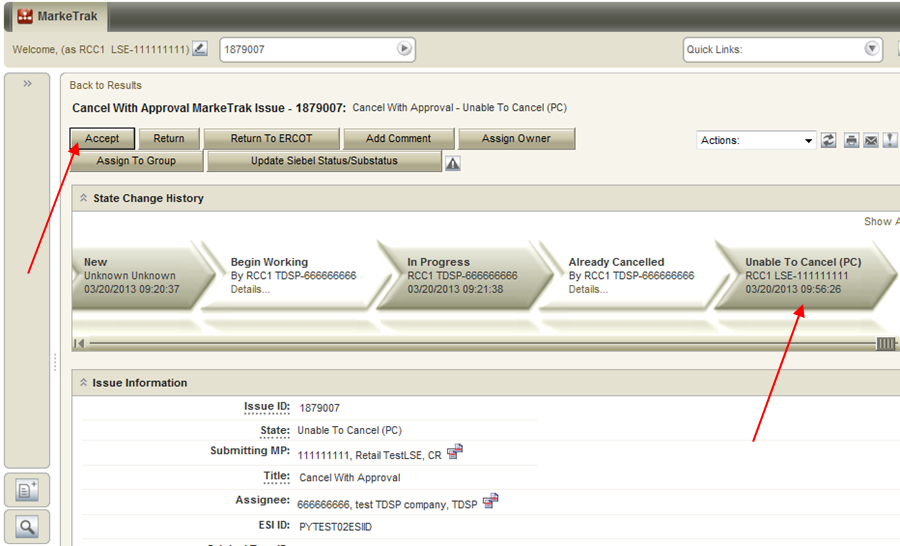 MarkeTrak
Welcome, (as RCC1 LSE-111111111)
1879007
Quick Links:
Back to Results
Cancel With Approval MarkeTrak Issue - 1879007: Cancel With Approval - Unable To Cancel (PC)
Accept Return Return To ERCOT Add Comment Assign Owner
Actions:
Assign To Group Update Siebel Status/Substatus
State Change History
Show A
New
Unknown Unknown
03/20/2013 09:20:37
Begin Working
By RCC1 TDSP-666666666
Details...
In Progress
RCC1 TDSP-666666666
03/20/2013 09:21:38
Already Cancelled
By RCC1 TDSP-666666666
Details...
Unable To Cancel (PC)
RCC1 LSE-111111111
03/20/2013 09:56:26
Issue Information
Issue ID: 1879007
State: Unable To Cancel (PC)
Submitting MP: 111111111, Retail TestLSE, CR
Title: Cancel With Approval
Assignee: 666666666, test TDSP company, TDSP
ESI ID: PYTEST02ESIID